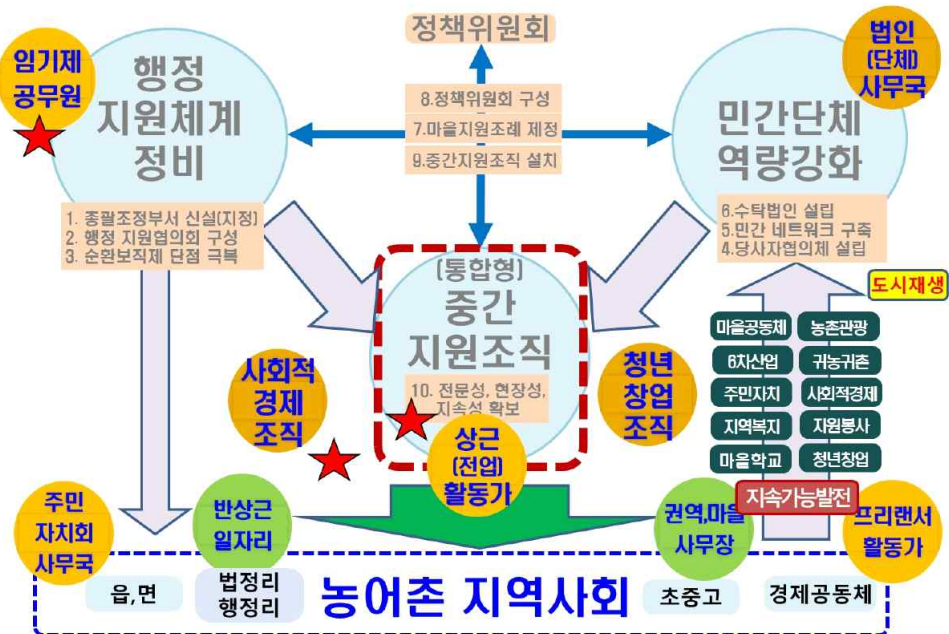 정책위원회
임기제
공무원
행정
지원체계
정비
8.정책위원회 구성
7.마을지원조례 제정
9.중간지원조직 설치
법인
(단체)
사무국
민간단체
역량강화
1. 총괄조정부서 신설(지정)
2. 행정 지원협의회 구성
3. 순환보직제 단점 극복
6.수탁법인 설립
5.민간 네트워크 구축
4.당사자협의체 설립
도시재생
(통합형)
중간
지원조직
10. 전문성, 현장성,
지속성 확보
사회적
경제
조직
청년
창업
조직
마을공동체
농촌관광
6차산업
귀농귀촌
주민자치
사회적경제
지역복지
자원봉사
마을학교
청년창업
지속가능발전
상근
(전업)
활동가
주민
자치회
사무국
반상근
일자리
권역,마을
사무장
프리랜서
활동가
읍,면
법정리
행정리
농어촌 지역사회
초중고
경제공동체